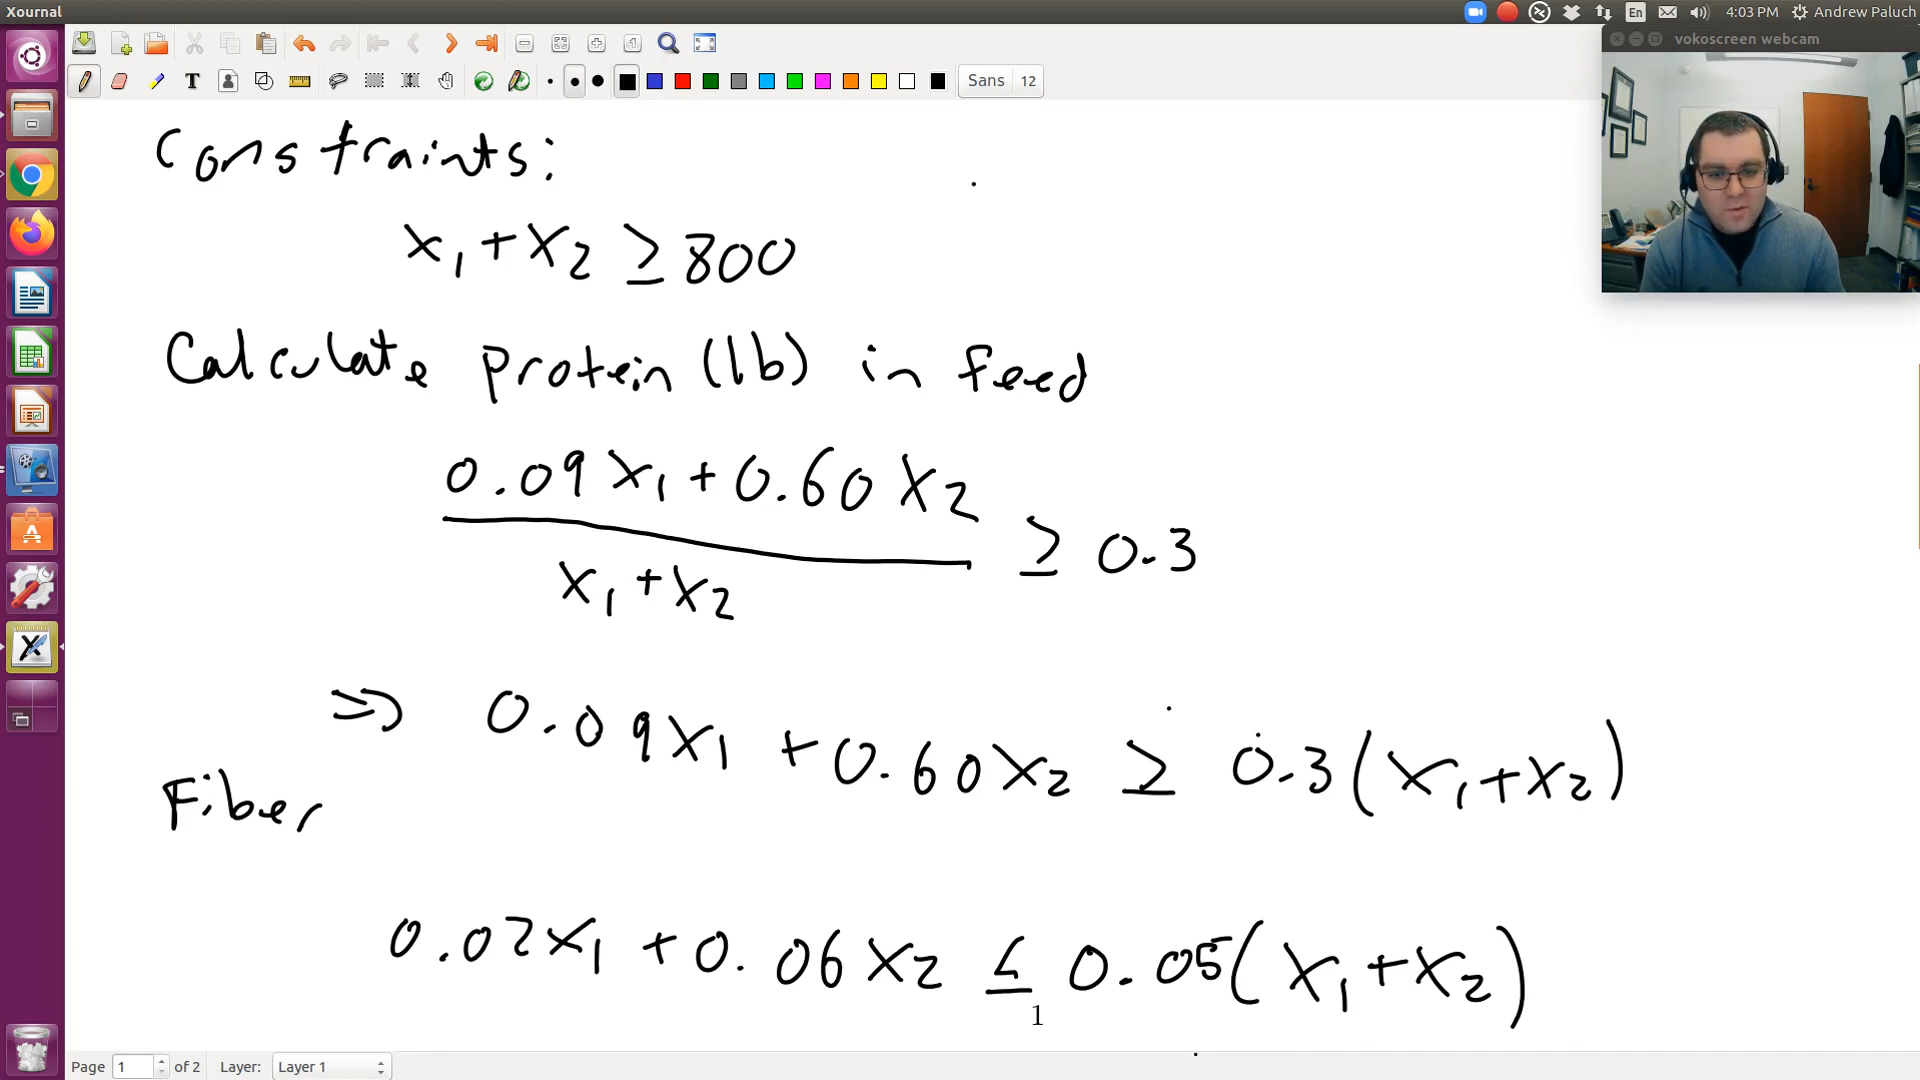 Xournal
En
4:03 PM
Andrew Paluch
vokoscreen webcam
Sans 12
Constraints:
x₁ + x₂ ≥ 800
Calculate protein (lb) in feed
0.09 x₁ + 0.60 x₂
x₁ + x₂
≥ 0.3
⇒ 0.09x₁ + 0.60x₂ ≥ 0.3(x₁+x₂)
Fiber
0.02x₁ + 0.06x₂ ≤ 0.05(x₁+x₂)
1
Page 1 of 2 Layer: Layer 1